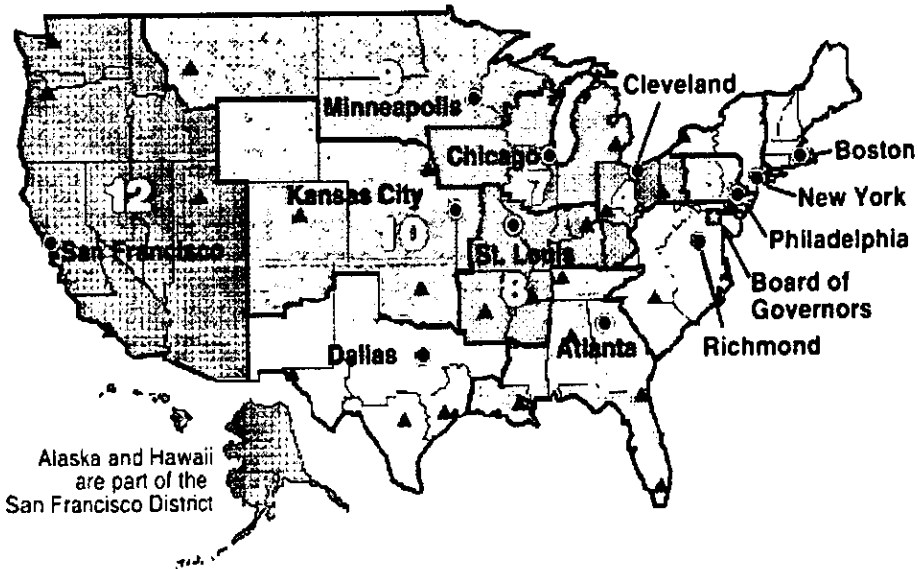 Cleveland
9
Minneapolis
Chicago
Boston
7
12
Kansas City
New York
10
San Francisco
St. Louis
Philadelphia
8
Board of
Governors
Dallas
Atlanta
Richmond
Alaska and Hawaii
are part of the
San Francisco District